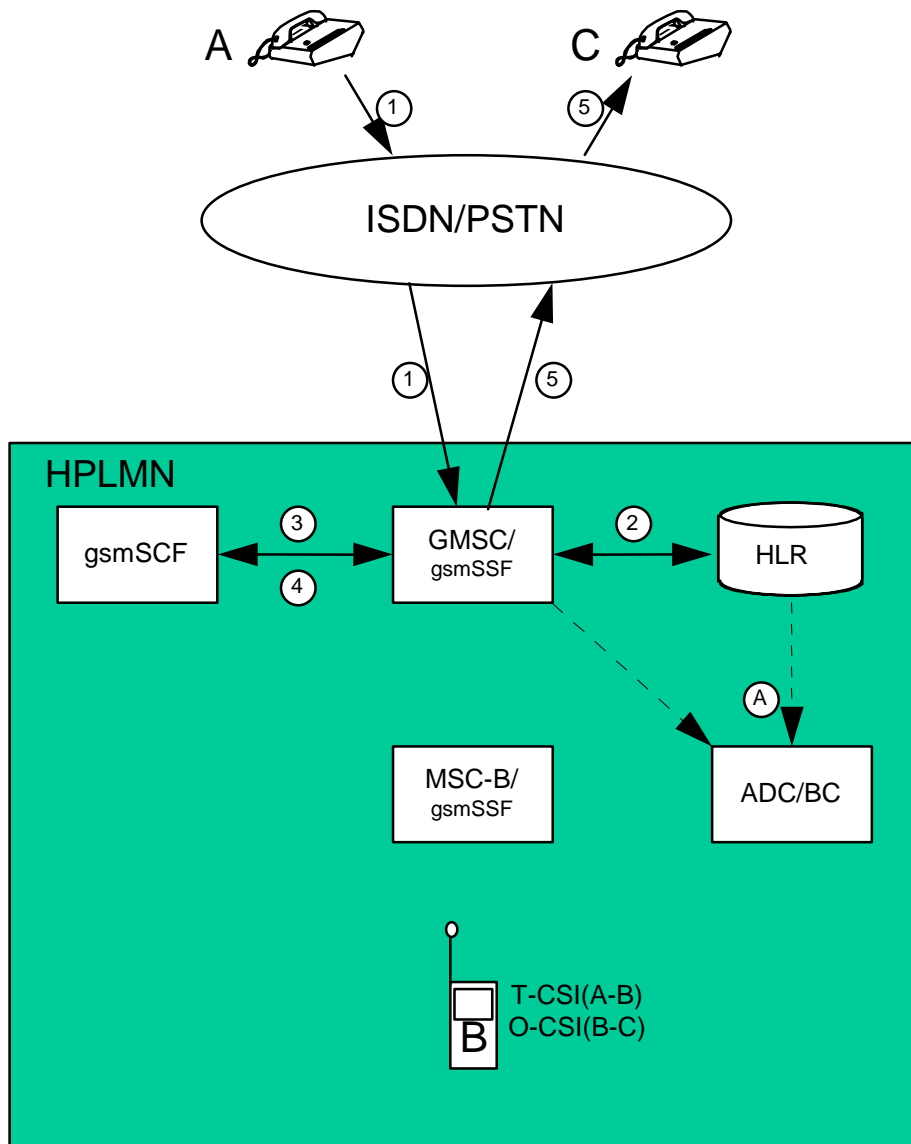 A
C
1
5
ISDN/PSTN
1
5
HPLMN
gsmSCF
3
4
GMSC/
gsmSSF
2
HLR
A
MSC-B/
gsmSSF
ADC/BC
B
T-CSI(A-B)
O-CSI(B-C)